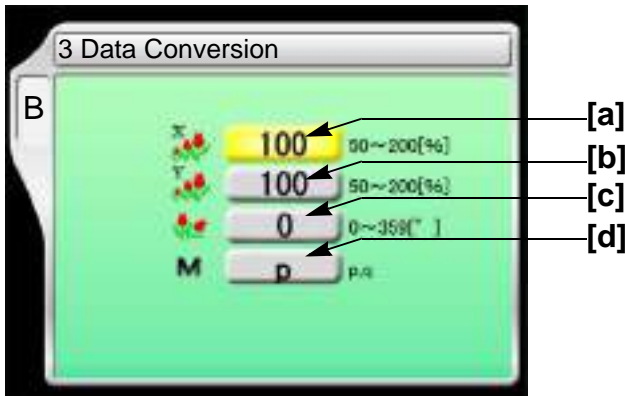 3 Data Conversion
B
X 100 50~200[%] [a]
Y 100 50~200[%] [b]
0 0~359[° ] [c]
M p p,q [d]